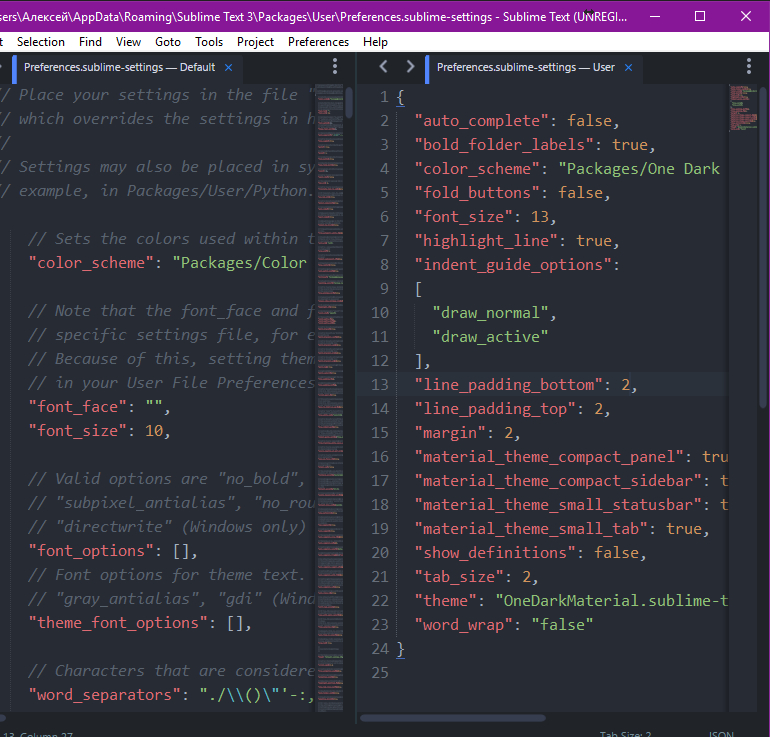 sers\Алексей\AppData\Roaming\Sublime Text 3\Packages\User\Preferences.sublime-settings - Sublime Text (UNREGI...
t Selection Find View Goto Tools Project Preferences Help
Preferences.sublime-settings — Default ×
// Place your settings in the file "
// which overrides the settings in
//
// Settings may also be placed in sy
// example, in Packages/User/Python.
// Sets the colors used within t
"color_scheme": "Packages/Color
// Note that the font_face and f
// specific settings file, for e
// Because of this, setting them
// in your User File Preferences
"font_face": "",
"font_size": 10,
// Valid options are "no_bold",
// "subpixel_antialias", "no_rou
// "directwrite" (Windows only)
"font_options": [],
// Font options for theme text.
// "gray_antialias", "gdi" (Wind
"theme_font_options": [],
// Characters that are considere
"word_separators": "./\\()\"'-:,
Preferences.sublime-settings — User ×
1 {
2 "auto_complete": false,
3 "bold_folder_labels": true,
4 "color_scheme": "Packages/One Dark
5 "fold_buttons": false,
6 "font_size": 13,
7 "highlight_line": true,
8 "indent_guide_options":
9 [
10 "draw_normal",
11 "draw_active"
12 ],
13 "line_padding_bottom": 2,
14 "line_padding_top": 2,
15 "margin": 2,
16 "material_theme_compact_panel": tru
17 "material_theme_compact_sidebar": t
18 "material_theme_small_statusbar": t
19 "material_theme_small_tab": true,
20 "show_definitions": false,
21 "tab_size": 2,
22 "theme": "OneDarkMaterial.sublime-t
23 "word_wrap": "false"
24 }
25
13, Column 27
Tab Size: 2
JSON